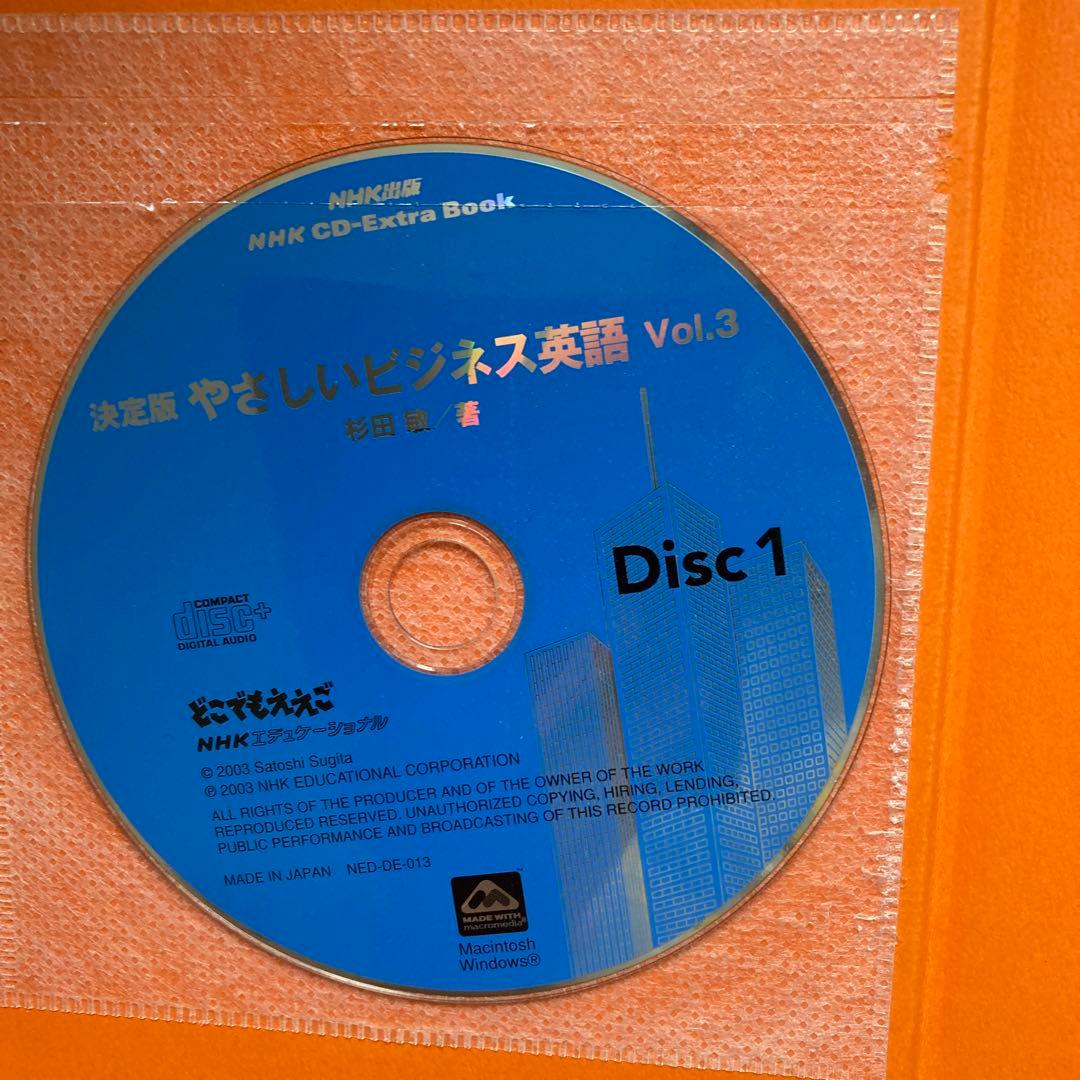 NHK出版
NHK CD-Extra Book
決定版 やさしいビジネス英語 Vol.3
杉田 敏／著
Disc 1
COMPACT
disc+
DIGITAL AUDIO
どこでもええご
NHKエデュケーショナル
© 2003 Satoshi Sugita
℗ 2003 NHK EDUCATIONAL CORPORATION
ALL RIGHTS OF THE PRODUCER AND OF THE OWNER OF THE WORK
REPRODUCED RESERVED. UNAUTHORIZED COPYING, HIRING, LENDING,
PUBLIC PERFORMANCE AND BROADCASTING OF THIS RECORD PROHIBITED.
MADE IN JAPAN NED-DE-013
MADE WITH
macromedia®
™
Macintosh
Windows®